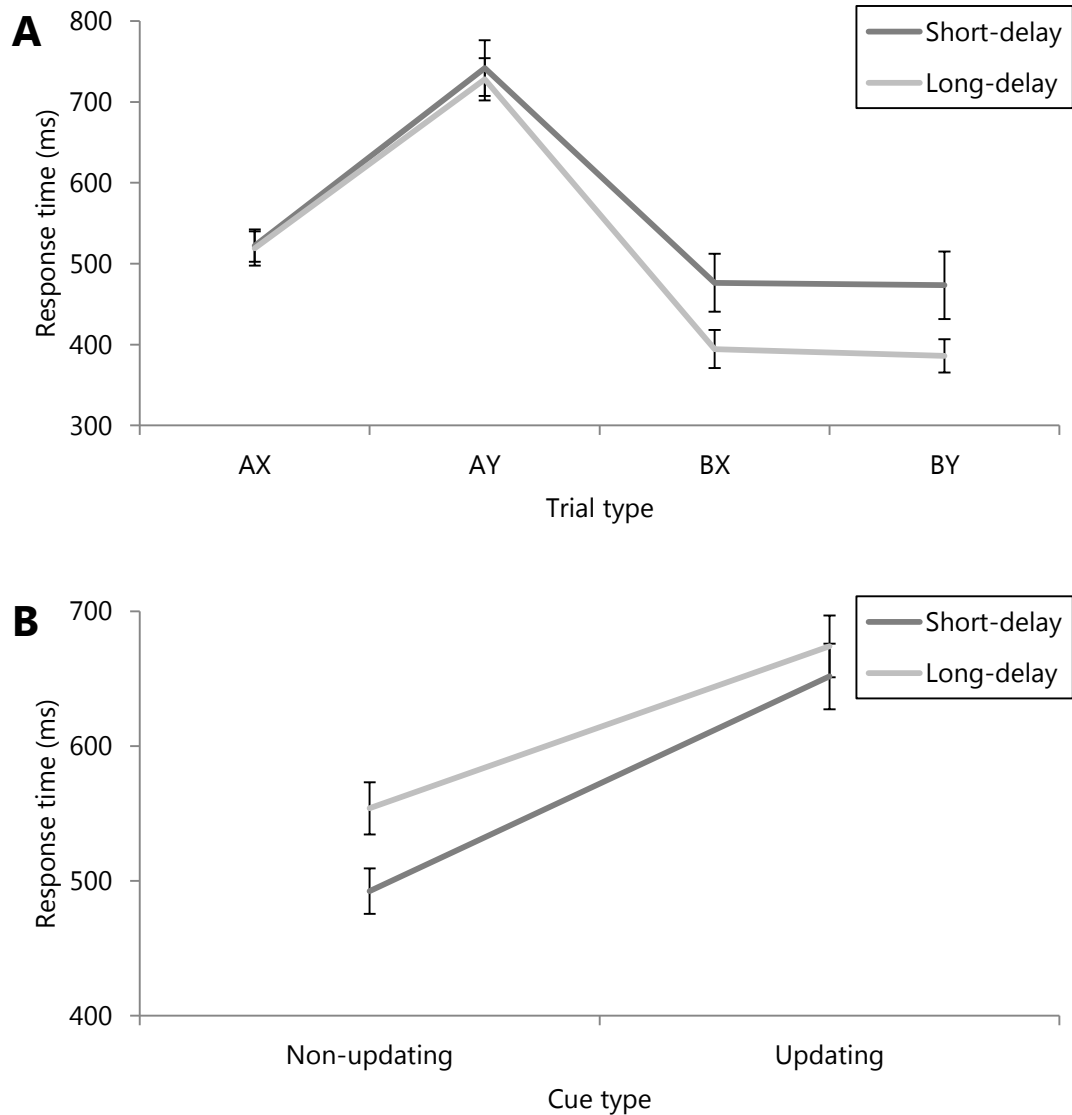 A
Response time (ms)
800
700
600
500
400
300
Short-delay
Long-delay
AX AY BX BY
Trial type
B
Response time (ms)
700
600
500
400
Short-delay
Long-delay
Non-updating Updating
Cue type